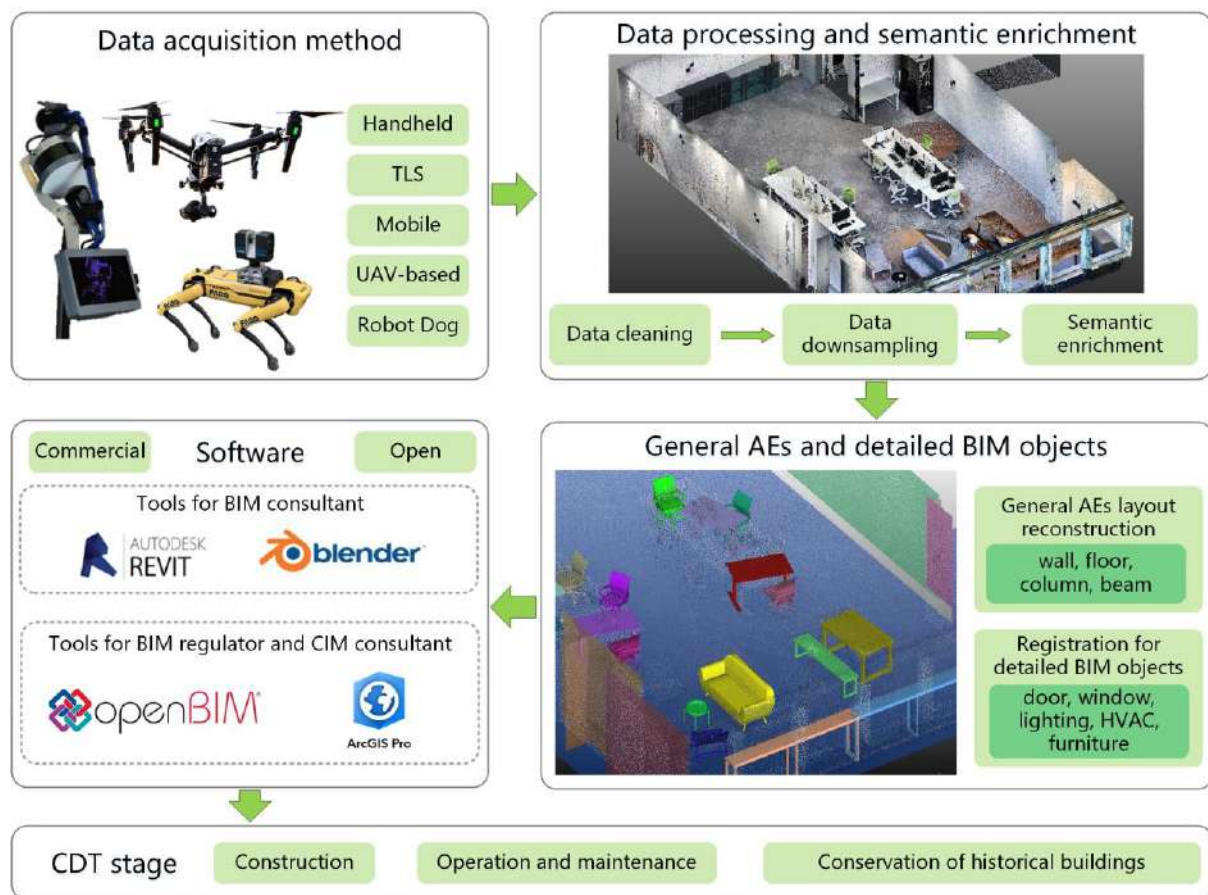 Data acquisition method
Handheld
TLS
Mobile
UAV-based
Robot Dog
FARO
FARO
Data processing and semantic enrichment
Data cleaning
Data
downsampling
Semantic
enrichment
General AEs and detailed BIM objects
General AEs layout
reconstruction
wall, floor,
column, beam
Registration for
detailed BIM objects
door, window,
lighting, HVAC,
furniture
Commercial
Software
Open
Tools for BIM consultant
AUTODESK
REVIT
blender
Tools for BIM regulator and CIM consultant
openBIM®
ArcGIS Pro
CDT stage
Construction
Operation and maintenance
Conservation of historical buildings